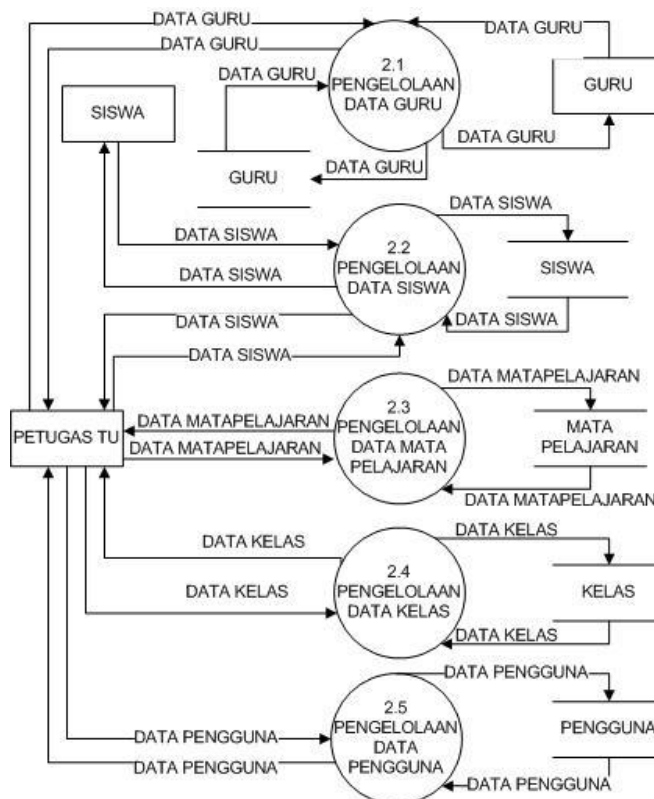 DATA GURU
DATA GURU
DATA GURU
2.1
PENGELOLAAN
DATA GURU
DATA GURU
GURU
SISWA
DATA GURU
DATA GURU
GURU
DATA SISWA
DATA SISWA
2.2
PENGELOLAAN
DATA SISWA
SISWA
DATA SISWA
DATA SISWA
DATA SISWA
DATA SISWA
DATA MATAPELAJARAN
PETUGAS TU
DATA MATAPELAJARAN
DATA MATAPELAJARAN
2.3
PENGELOLAAN
DATA MATA
PELAJARAN
MATA
PELAJARAN
DATA MATAPELAJARAN
DATA KELAS
DATA KELAS
2.4
PENGELOLAAN
DATA KELAS
KELAS
DATA KELAS
DATA KELAS
DATA PENGGUNA
2.5
PENGELOLAAN
DATA
PENGGUNA
PENGGUNA
DATA PENGGUNA
DATA PENGGUNA
DATA PENGGUNA